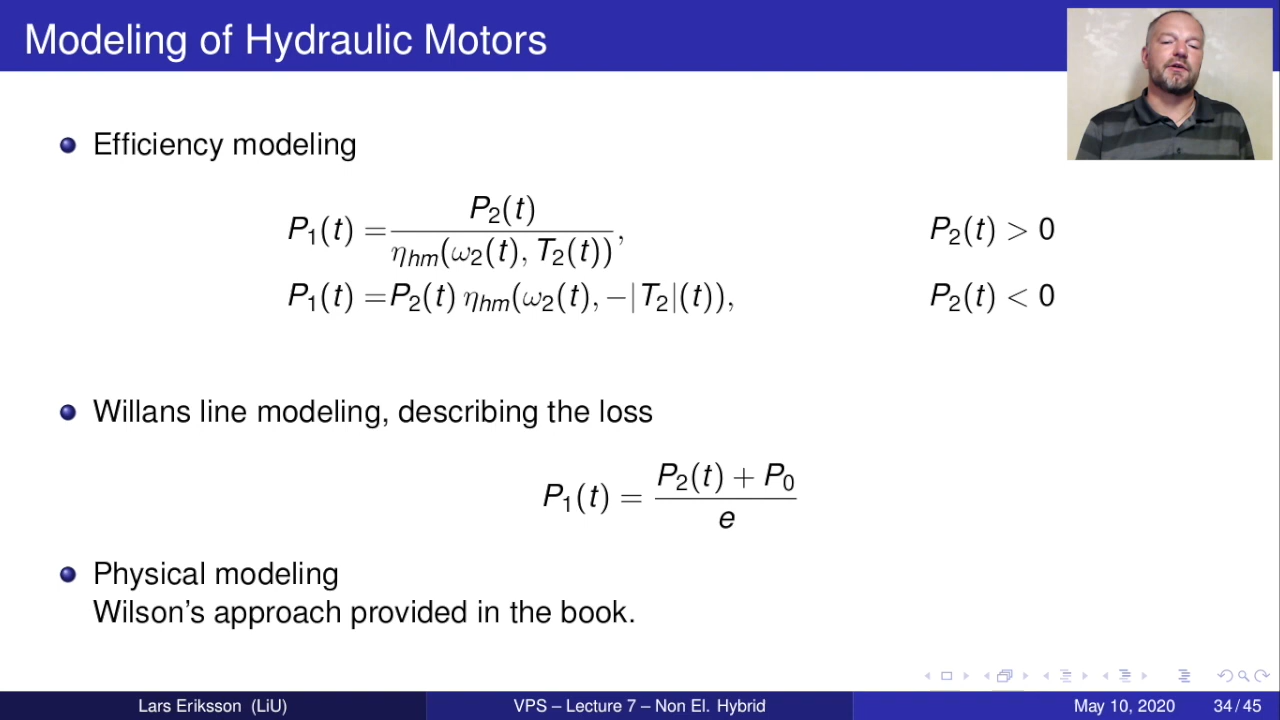 Modeling of Hydraulic Motors
Efficiency modeling
P₁(t) = P₂(t) / η_hm(ω₂(t), T₂(t)), P₂(t) > 0
P₁(t) = P₂(t) η_hm(ω₂(t), −|T₂|(t)), P₂(t) < 0
Willans line modeling, describing the loss
P₁(t) = (P₂(t) + P₀) / e
Physical modeling
Wilson's approach provided in the book.
Lars Eriksson (LiU) VPS – Lecture 7 – Non El. Hybrid May 10, 2020 34 / 45